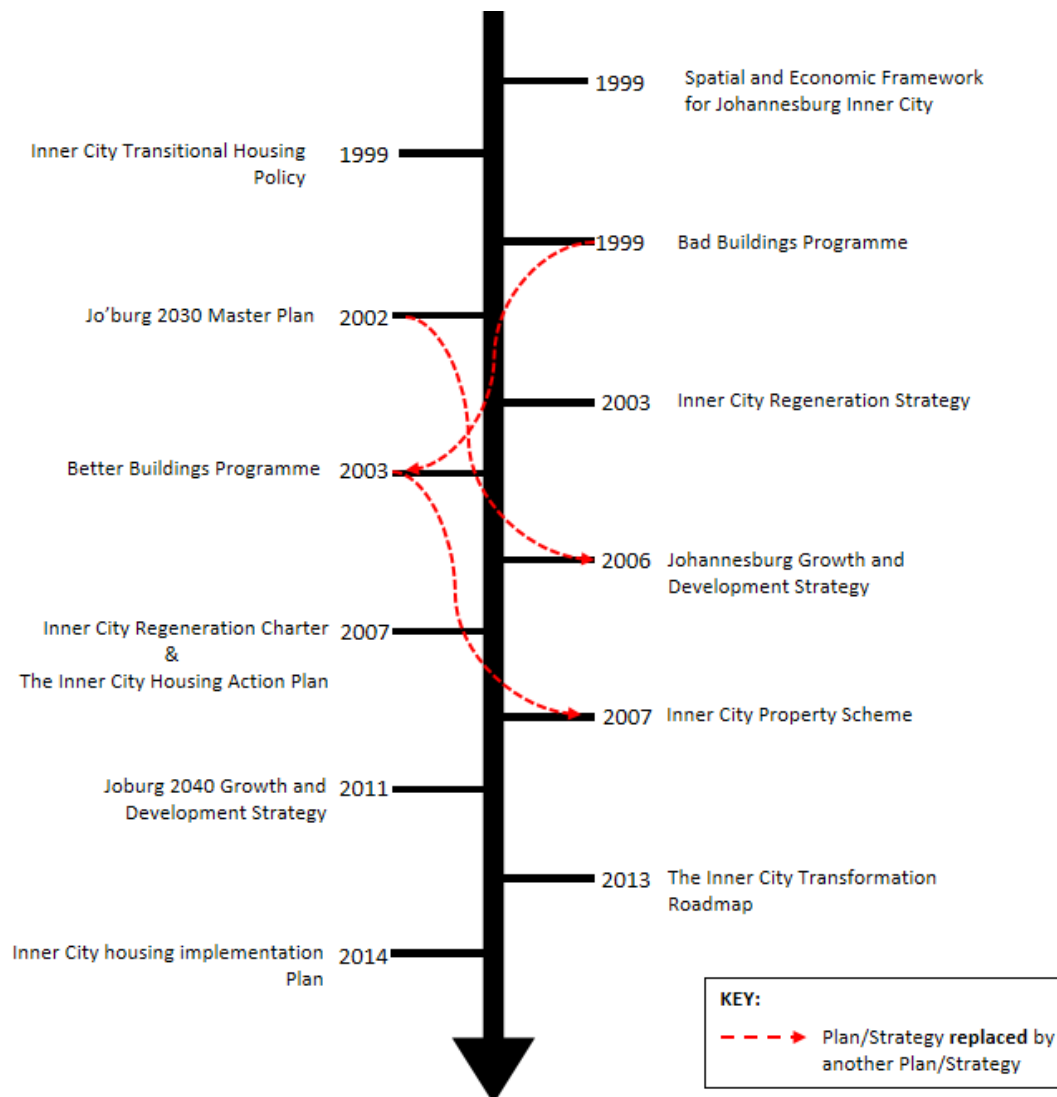 1999
Spatial and Economic Framework
for Johannesburg Inner City
Inner City Transitional Housing
Policy
1999
1999
Bad Buildings Programme
Jo'burg 2030 Master Plan
2002
2003
Inner City Regeneration Strategy
Better Buildings Programme
2003
2006
Johannesburg Growth and
Development Strategy
Inner City Regeneration Charter
&
The Inner City Housing Action Plan
2007
2007
Inner City Property Scheme
Joburg 2040 Growth and
Development Strategy
2011
2013
The Inner City Transformation
Roadmap
Inner City housing implementation
Plan
2014
KEY:
Plan/Strategy replaced by
another Plan/Strategy